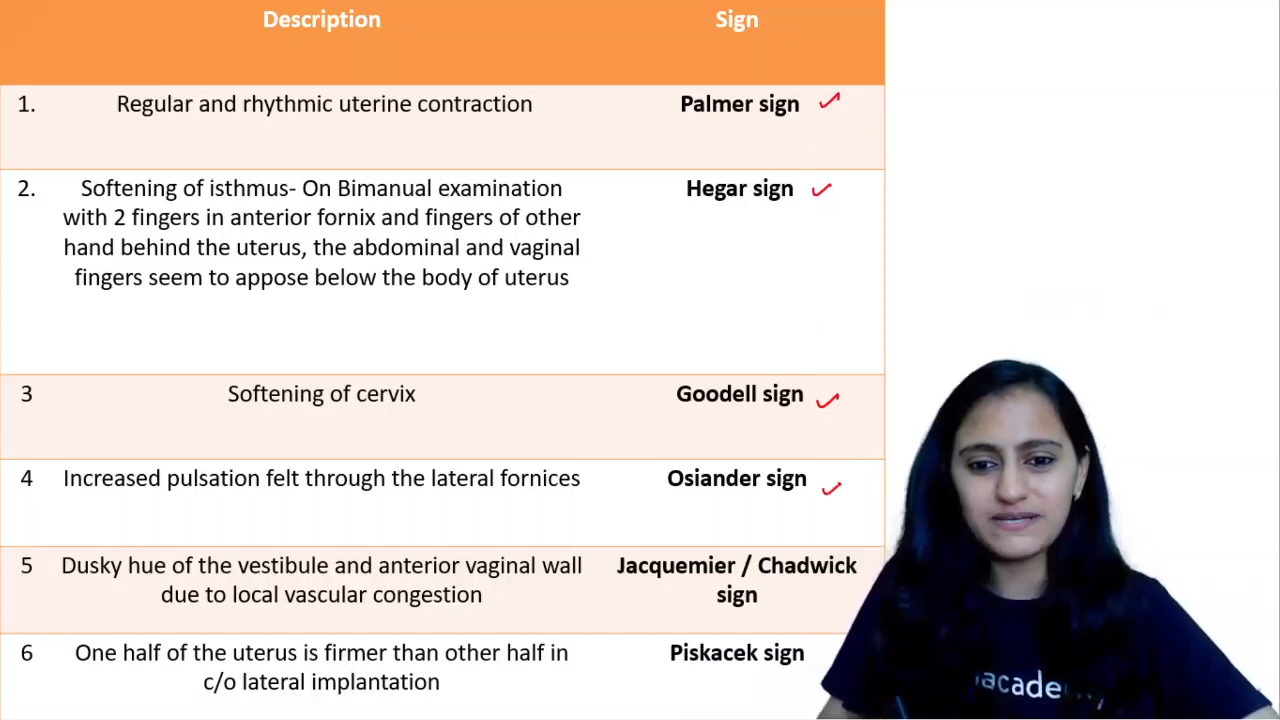 Description Sign
1. Regular and rhythmic uterine contraction Palmer sign
2. Softening of isthmus- On Bimanual examination Hegar sign
with 2 fingers in anterior fornix and fingers of other
hand behind the uterus, the abdominal and vaginal
fingers seem to appose below the body of uterus
3 Softening of cervix Goodell sign
4 Increased pulsation felt through the lateral fornices Osiander sign
5 Dusky hue of the vestibule and anterior vaginal wall Jacquemier / Chadwick
due to local vascular congestion sign
6 One half of the uterus is firmer than other half in Piskacek sign
c/o lateral implantation